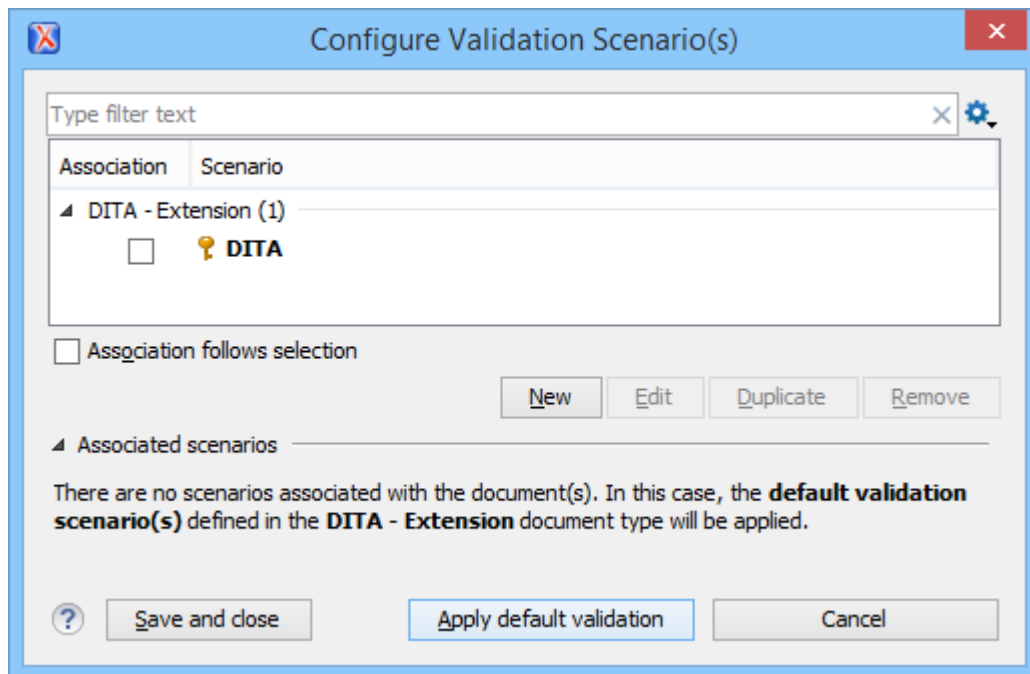 Configure Validation Scenario(s)
Type filter text
Association Scenario
DITA - Extension (1)
DITA
Association follows selection
New Edit Duplicate Remove
Associated scenarios
There are no scenarios associated with the document(s). In this case, the default validation
scenario(s) defined in the DITA - Extension document type will be applied.
? Save and close Apply default validation Cancel